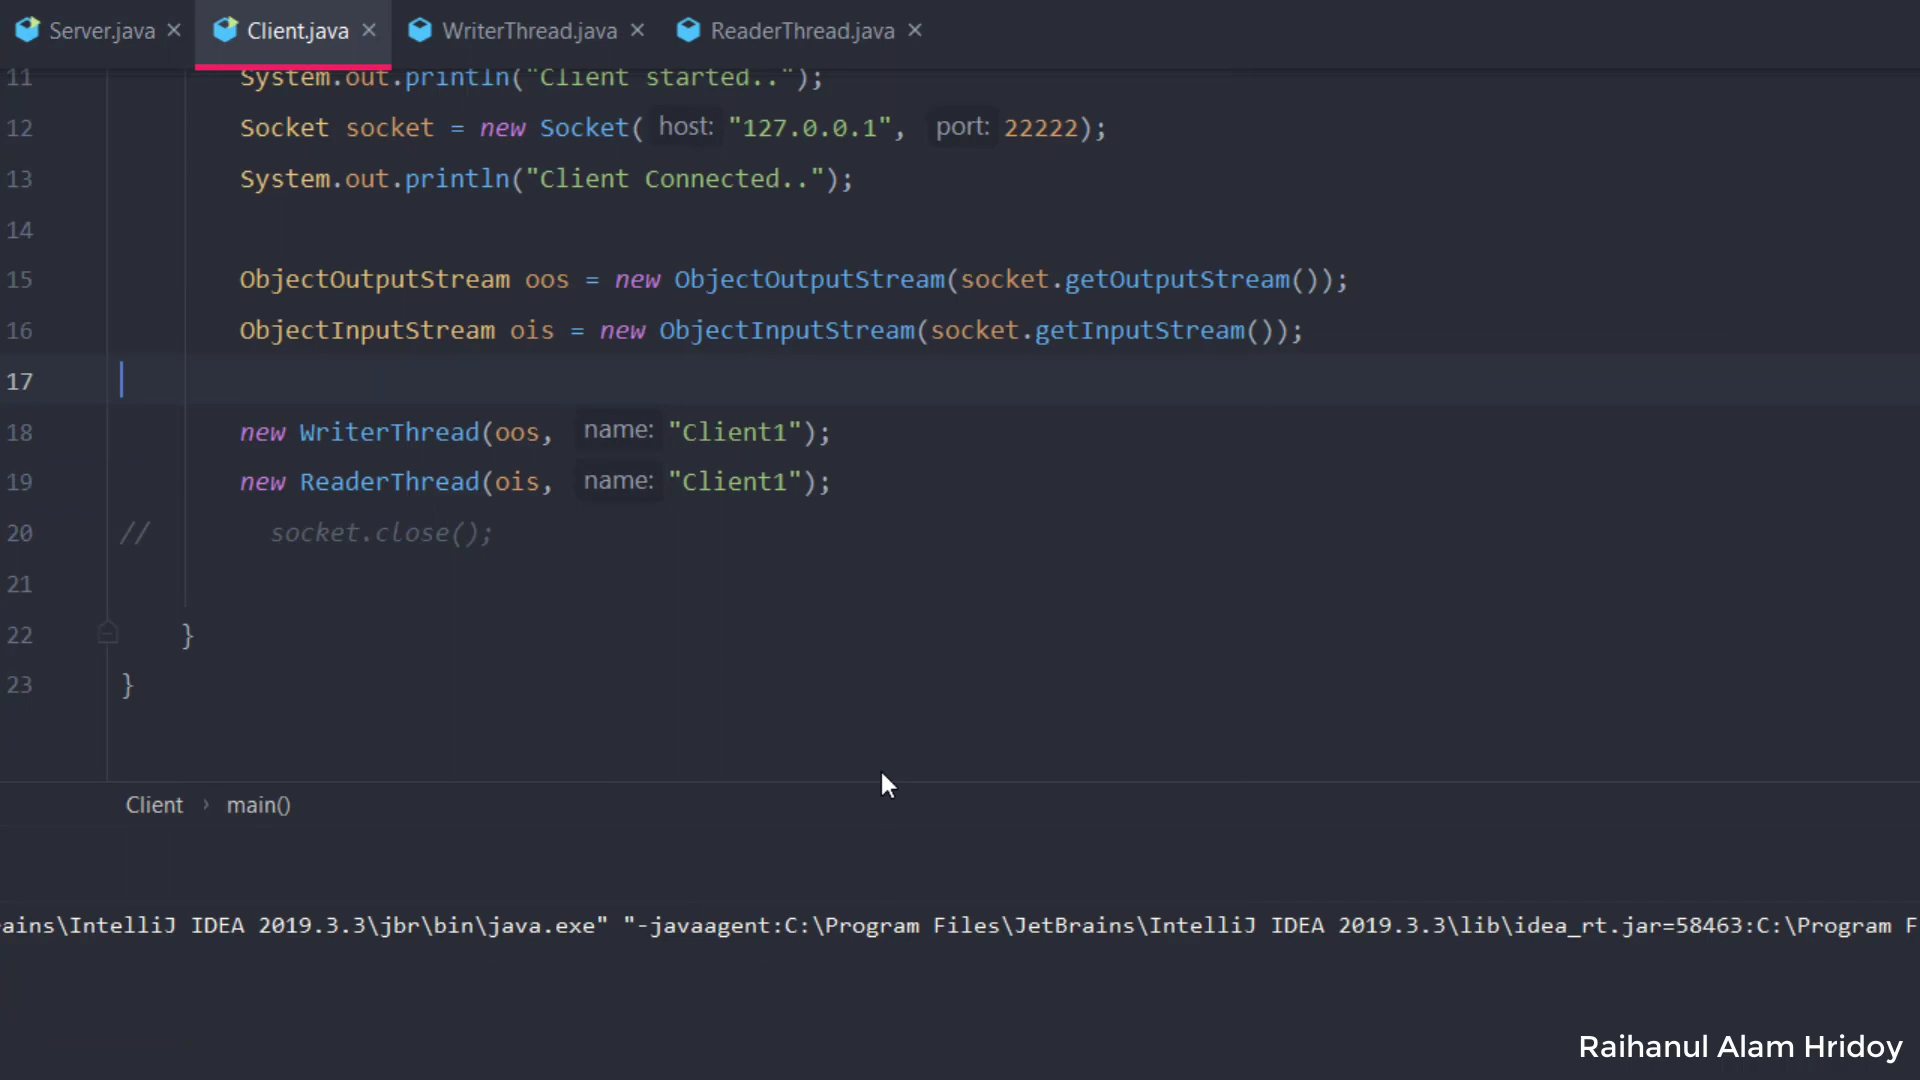 Server.java Client.java WriterThread.java ReaderThread.java
11 System.out.println("Client started..");
12 Socket socket = new Socket( host: "127.0.0.1", port: 22222);
13 System.out.println("Client Connected..");
14
15 ObjectOutputStream oos = new ObjectOutputStream(socket.getOutputStream());
16 ObjectInputStream ois = new ObjectInputStream(socket.getInputStream());
17
18 new WriterThread(oos, name: "Client1");
19 new ReaderThread(ois, name: "Client1");
20 // socket.close();
21
22 }
23 }
Client › main()
ains\IntelliJ IDEA 2019.3.3\jbr\bin\java.exe" "-javaagent:C:\Program Files\JetBrains\IntelliJ IDEA 2019.3.3\lib\idea_rt.jar=58463:C:\Program F
Raihanul Alam Hridoy